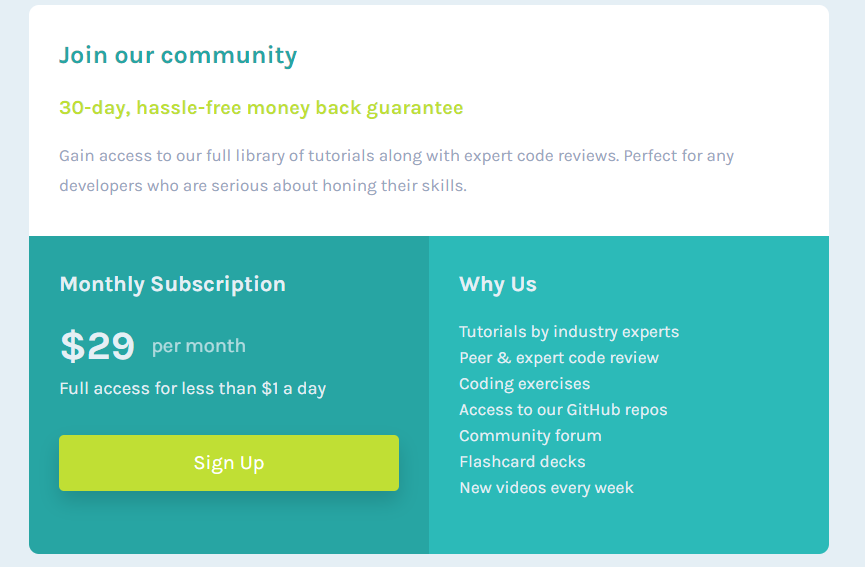 Join our community
30-day, hassle-free money back guarantee
Gain access to our full library of tutorials along with expert code reviews. Perfect for any
developers who are serious about honing their skills.
Monthly Subscription
$29 per month
Full access for less than $1 a day
Sign Up
Why Us
Tutorials by industry experts
Peer & expert code review
Coding exercises
Access to our GitHub repos
Community forum
Flashcard decks
New videos every week